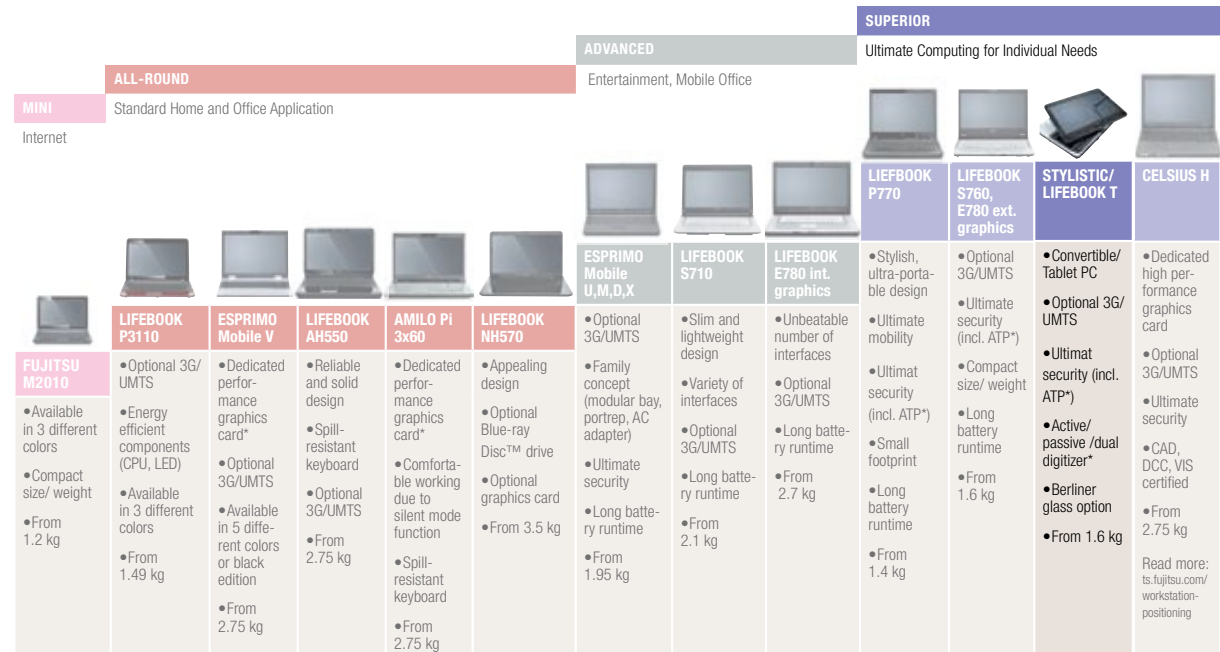 SUPERIOR
Ultimate Computing for Individual Needs
ADVANCED
Entertainment, Mobile Office
ALL-ROUND
Standard Home and Office Application
MINI
Internet
FUJITSU
M2010
•Available
in 3 different
colors
•Compact
size/ weight
•From
1.2 kg
LIFEBOOK
P3110
•Optional 3G/
UMTS
•Energy
efficient
components
(CPU, LED)
•Available
in 3 different
colors
•From
1.49 kg
ESPRIMO
Mobile V
•Dedicated
perfor-
mance
graphics
card*
•Optional
3G/UMTS
•Available
in 5 diffe-
rent colors
or black
edition
•From
2.75 kg
LIFEBOOK
AH550
•Reliable
and solid
design
•Spill-
resistant
keyboard
•Optional
3G/UMTS
•From
2.75 kg
AMILO Pi
3x60
•Dedicated
perfor-
mance
graphics
card*
•Comforta-
ble working
due to
silent mode
function
•Spill-
resistant
keyboard
•From
2.75 kg
LIFEBOOK
NH570
•Appealing
design
•Optional
Blue-ray
Disc™ drive
•Optional
graphics card
•From 3.5 kg
ESPRIMO
Mobile
U,M,D,X
•Optional
3G/UMTS
•Family
concept
(modular bay,
portrep, AC
adapter)
•Ultimate
security
•Long batte-
ry runtime
•From
1.95 kg
LIFEBOOK
S710
•Slim and
lightweight
design
•Variety of
interfaces
•Optional
3G/UMTS
•Long batte-
ry runtime
•From
2.1 kg
LIFEBOOK
E780 int.
graphics
•Unbeatable
number of
interfaces
•Optional
3G/UMTS
•Long batte-
ry runtime
•From
2.7 kg
LIEFBOOK
P770
•Stylish,
ultra-porta-
ble design
•Ultimate
mobility
•Ultimat
security
(incl. ATP*)
•Small
footprint
•Long
battery
runtime
•From
1.4 kg
LIFEBOOK
S760,
E780 ext.
graphics
•Optional
3G/UMTS
•Ultimate
security
(incl. ATP*)
•Compact
size/ weight
•Long
battery
runtime
•From
1.6 kg
STYLISTIC/
LIFEBOOK T
•Convertible/
Tablet PC
•Optional 3G/
UMTS
•Ultimat
security (incl.
ATP*)
•Active/
passive /dual
digitizer*
•Berliner
glass option
•From 1.6 kg
CELSIUS H
•Dedicated
high per-
formance
graphics
card
•Optional
3G/UMTS
•Ultimate
security
•CAD,
DCC, VIS
certified
•From
2.75 kg
Read more:
ts.fujitsu.com/
workstation-
positioning